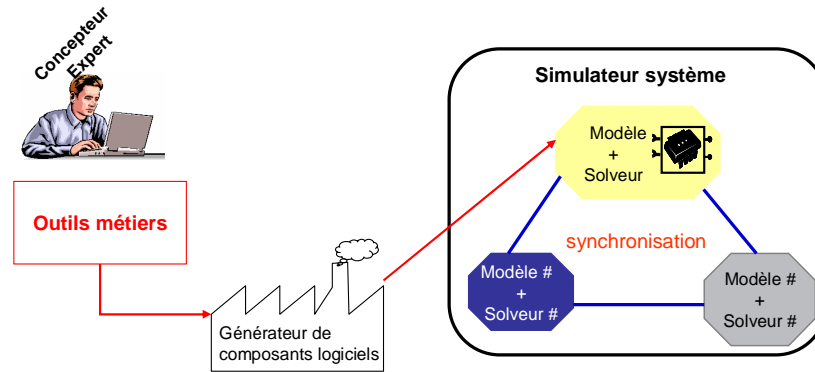 Concepteur
Expert
Outils métiers
Générateur de
composants logiciels
Simulateur système
Modèle
+
Solveur
synchronisation
Modèle #
+
Solveur #
Modèle #
+
Solveur #